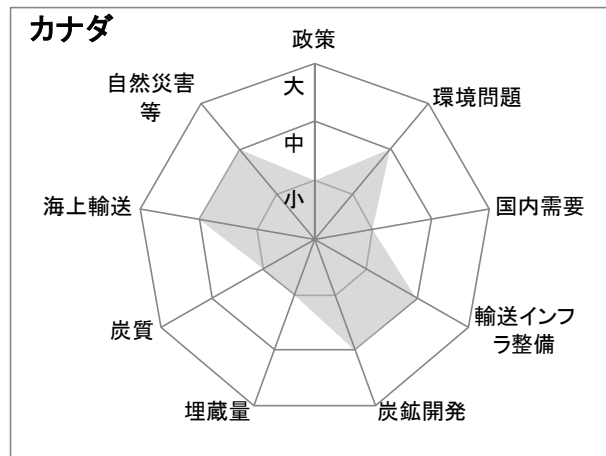 カナダ
政策
大
自然災害
等
環境問題
中
小
海上輸送
国内需要
輸送インフ
ラ整備
炭質
埋蔵量
炭鉱開発